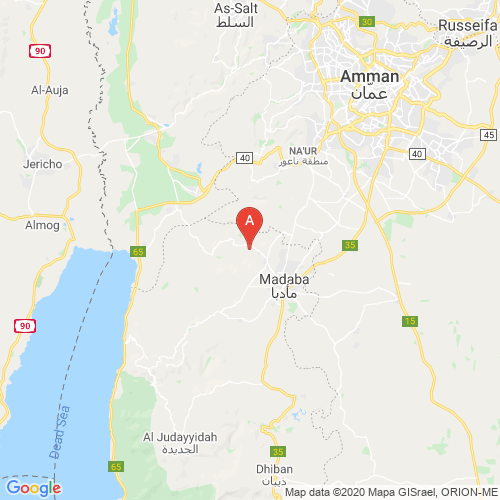 As-Salt
السلط
Russeifa
الرصيفة
90
Amman
عمّان
Al-Auja
45
NA'UR
منطقة ناعور
40
40
Jericho
A
Almog
65
35
Madaba
مادبا
15
90
Dead Sea
Al Judayyidah
الجديدة
65
35
Dhiban
ذيبان
Google
Map data ©2020 Mapa GISrael, ORION-ME